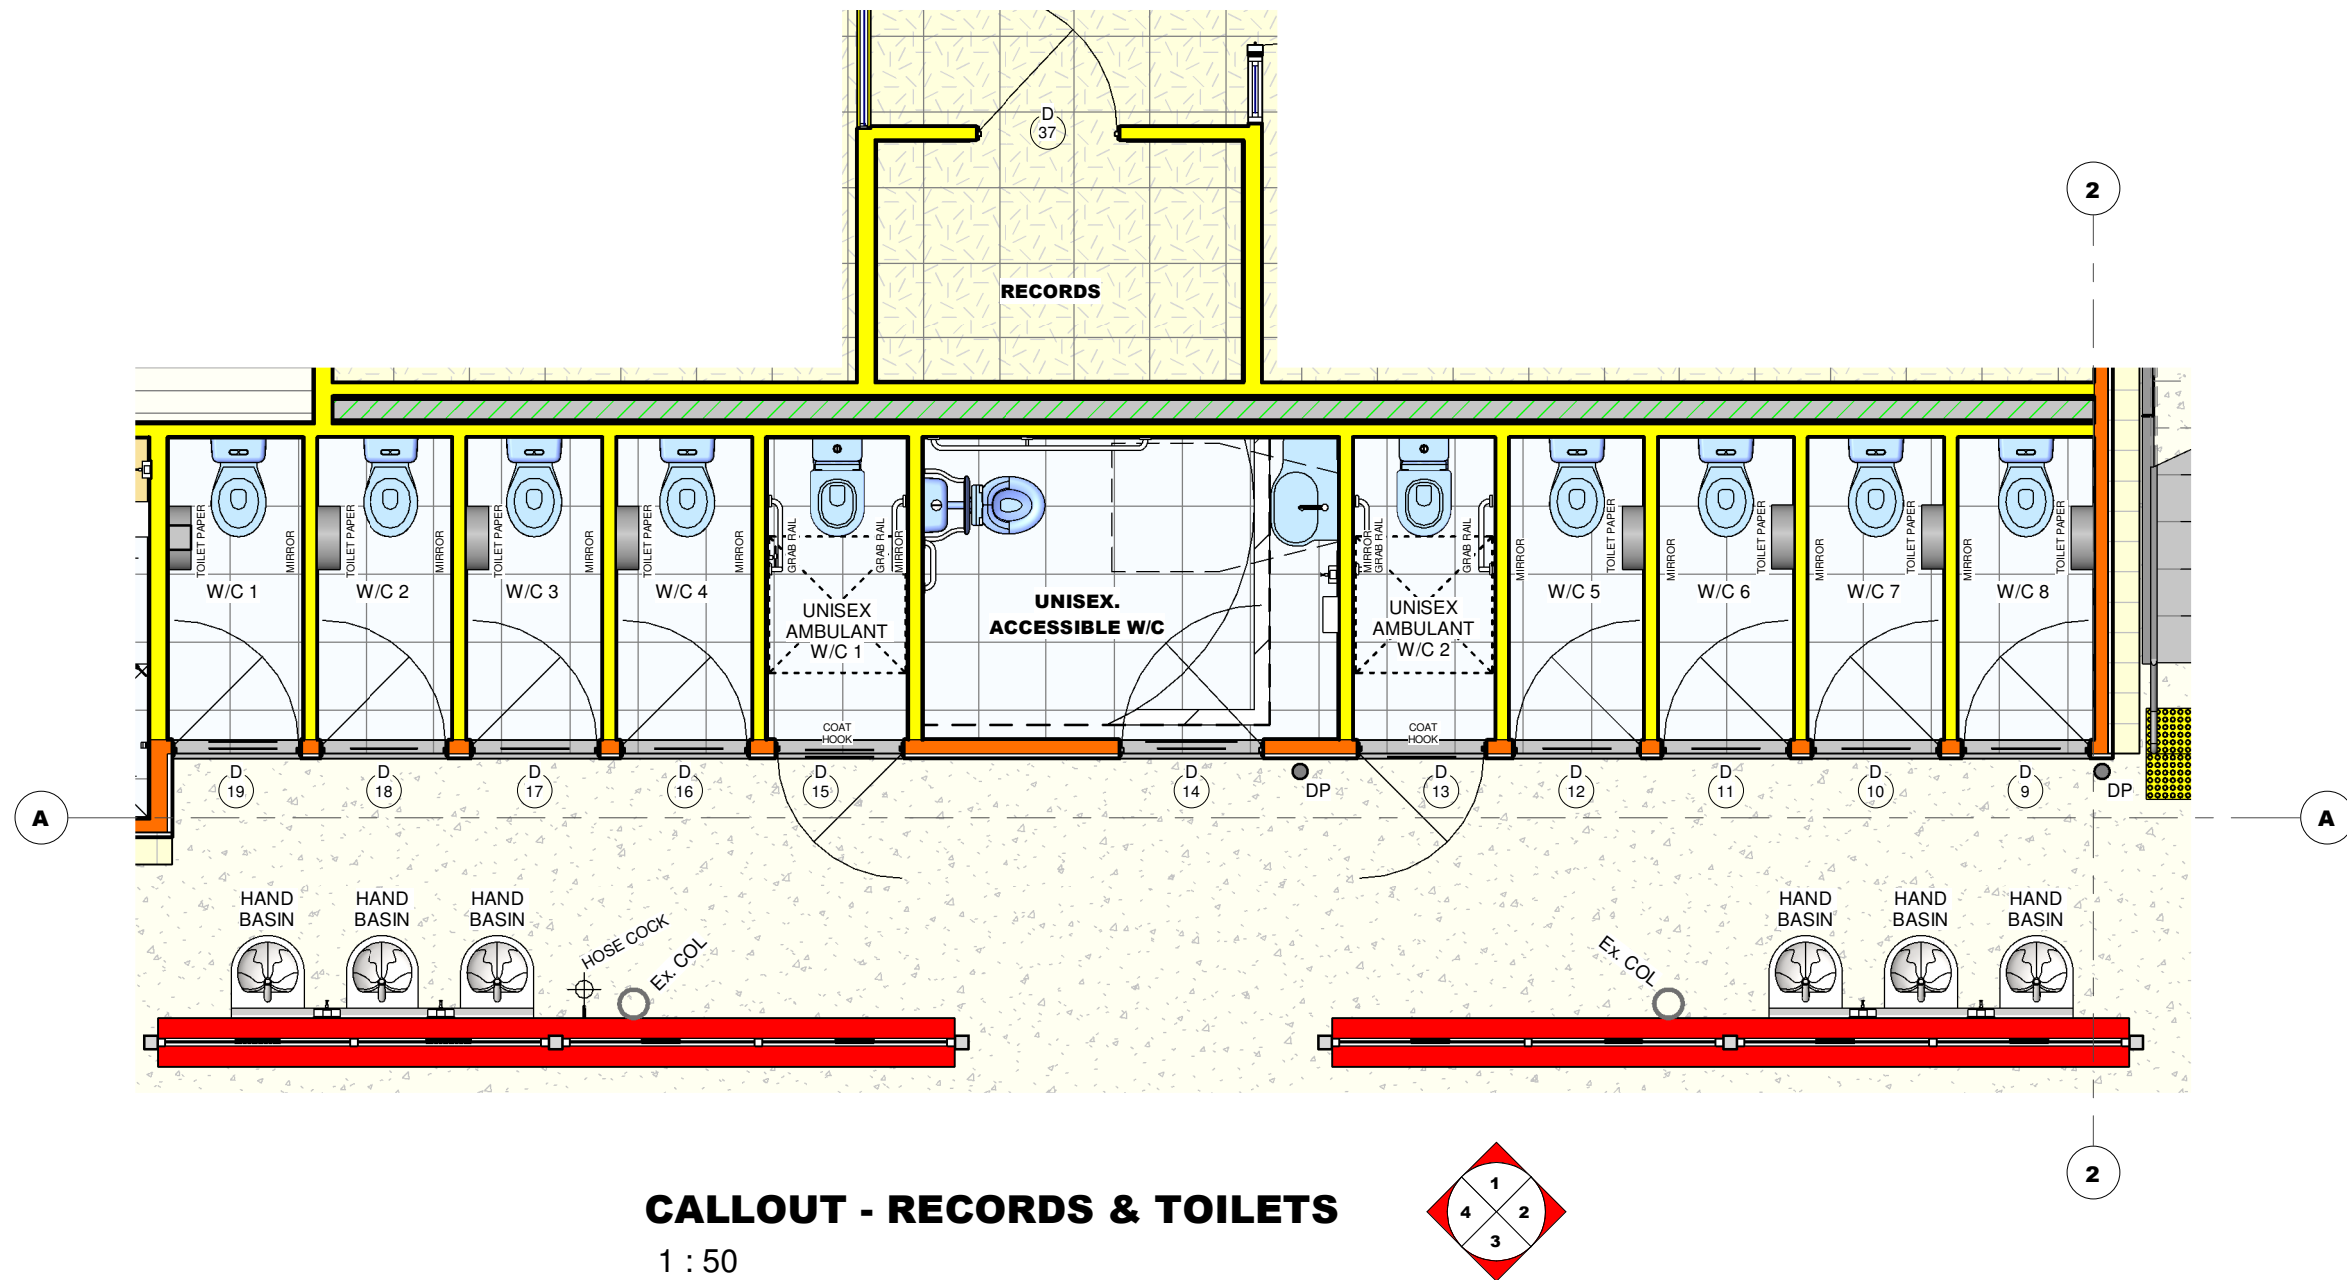 D
37
2
RECORDS
TOILET PAPER
MIRROR
TOILET PAPER
MIRROR
TOILET PAPER
MIRROR
TOILET PAPER
MIRROR
GRAB RAIL
GRAB RAIL
MIRROR
MIRROR
GRAB RAIL
GRAB RAIL
MIRROR
TOILET PAPER
MIRROR
TOILET PAPER
MIRROR
TOILET PAPER
MIRROR
TOILET PAPER
W/C 1
W/C 2
W/C 3
W/C 4
UNISEX
AMBULANT
W/C 1
UNISEX.
ACCESSIBLE W/C
UNISEX
AMBULANT
W/C 2
W/C 5
W/C 6
W/C 7
W/C 8
COAT
HOOK
COAT
HOOK
D
19
D
18
D
17
D
16
D
15
D
14
DP
D
13
D
12
D
11
D
10
D
9
DP
A
A
HAND
BASIN
HAND
BASIN
HAND
BASIN
HOSE COCK
Ex. COL
Ex. COL
HAND
BASIN
HAND
BASIN
HAND
BASIN
2
CALLOUT - RECORDS & TOILETS
1 : 50
1
4
2
3